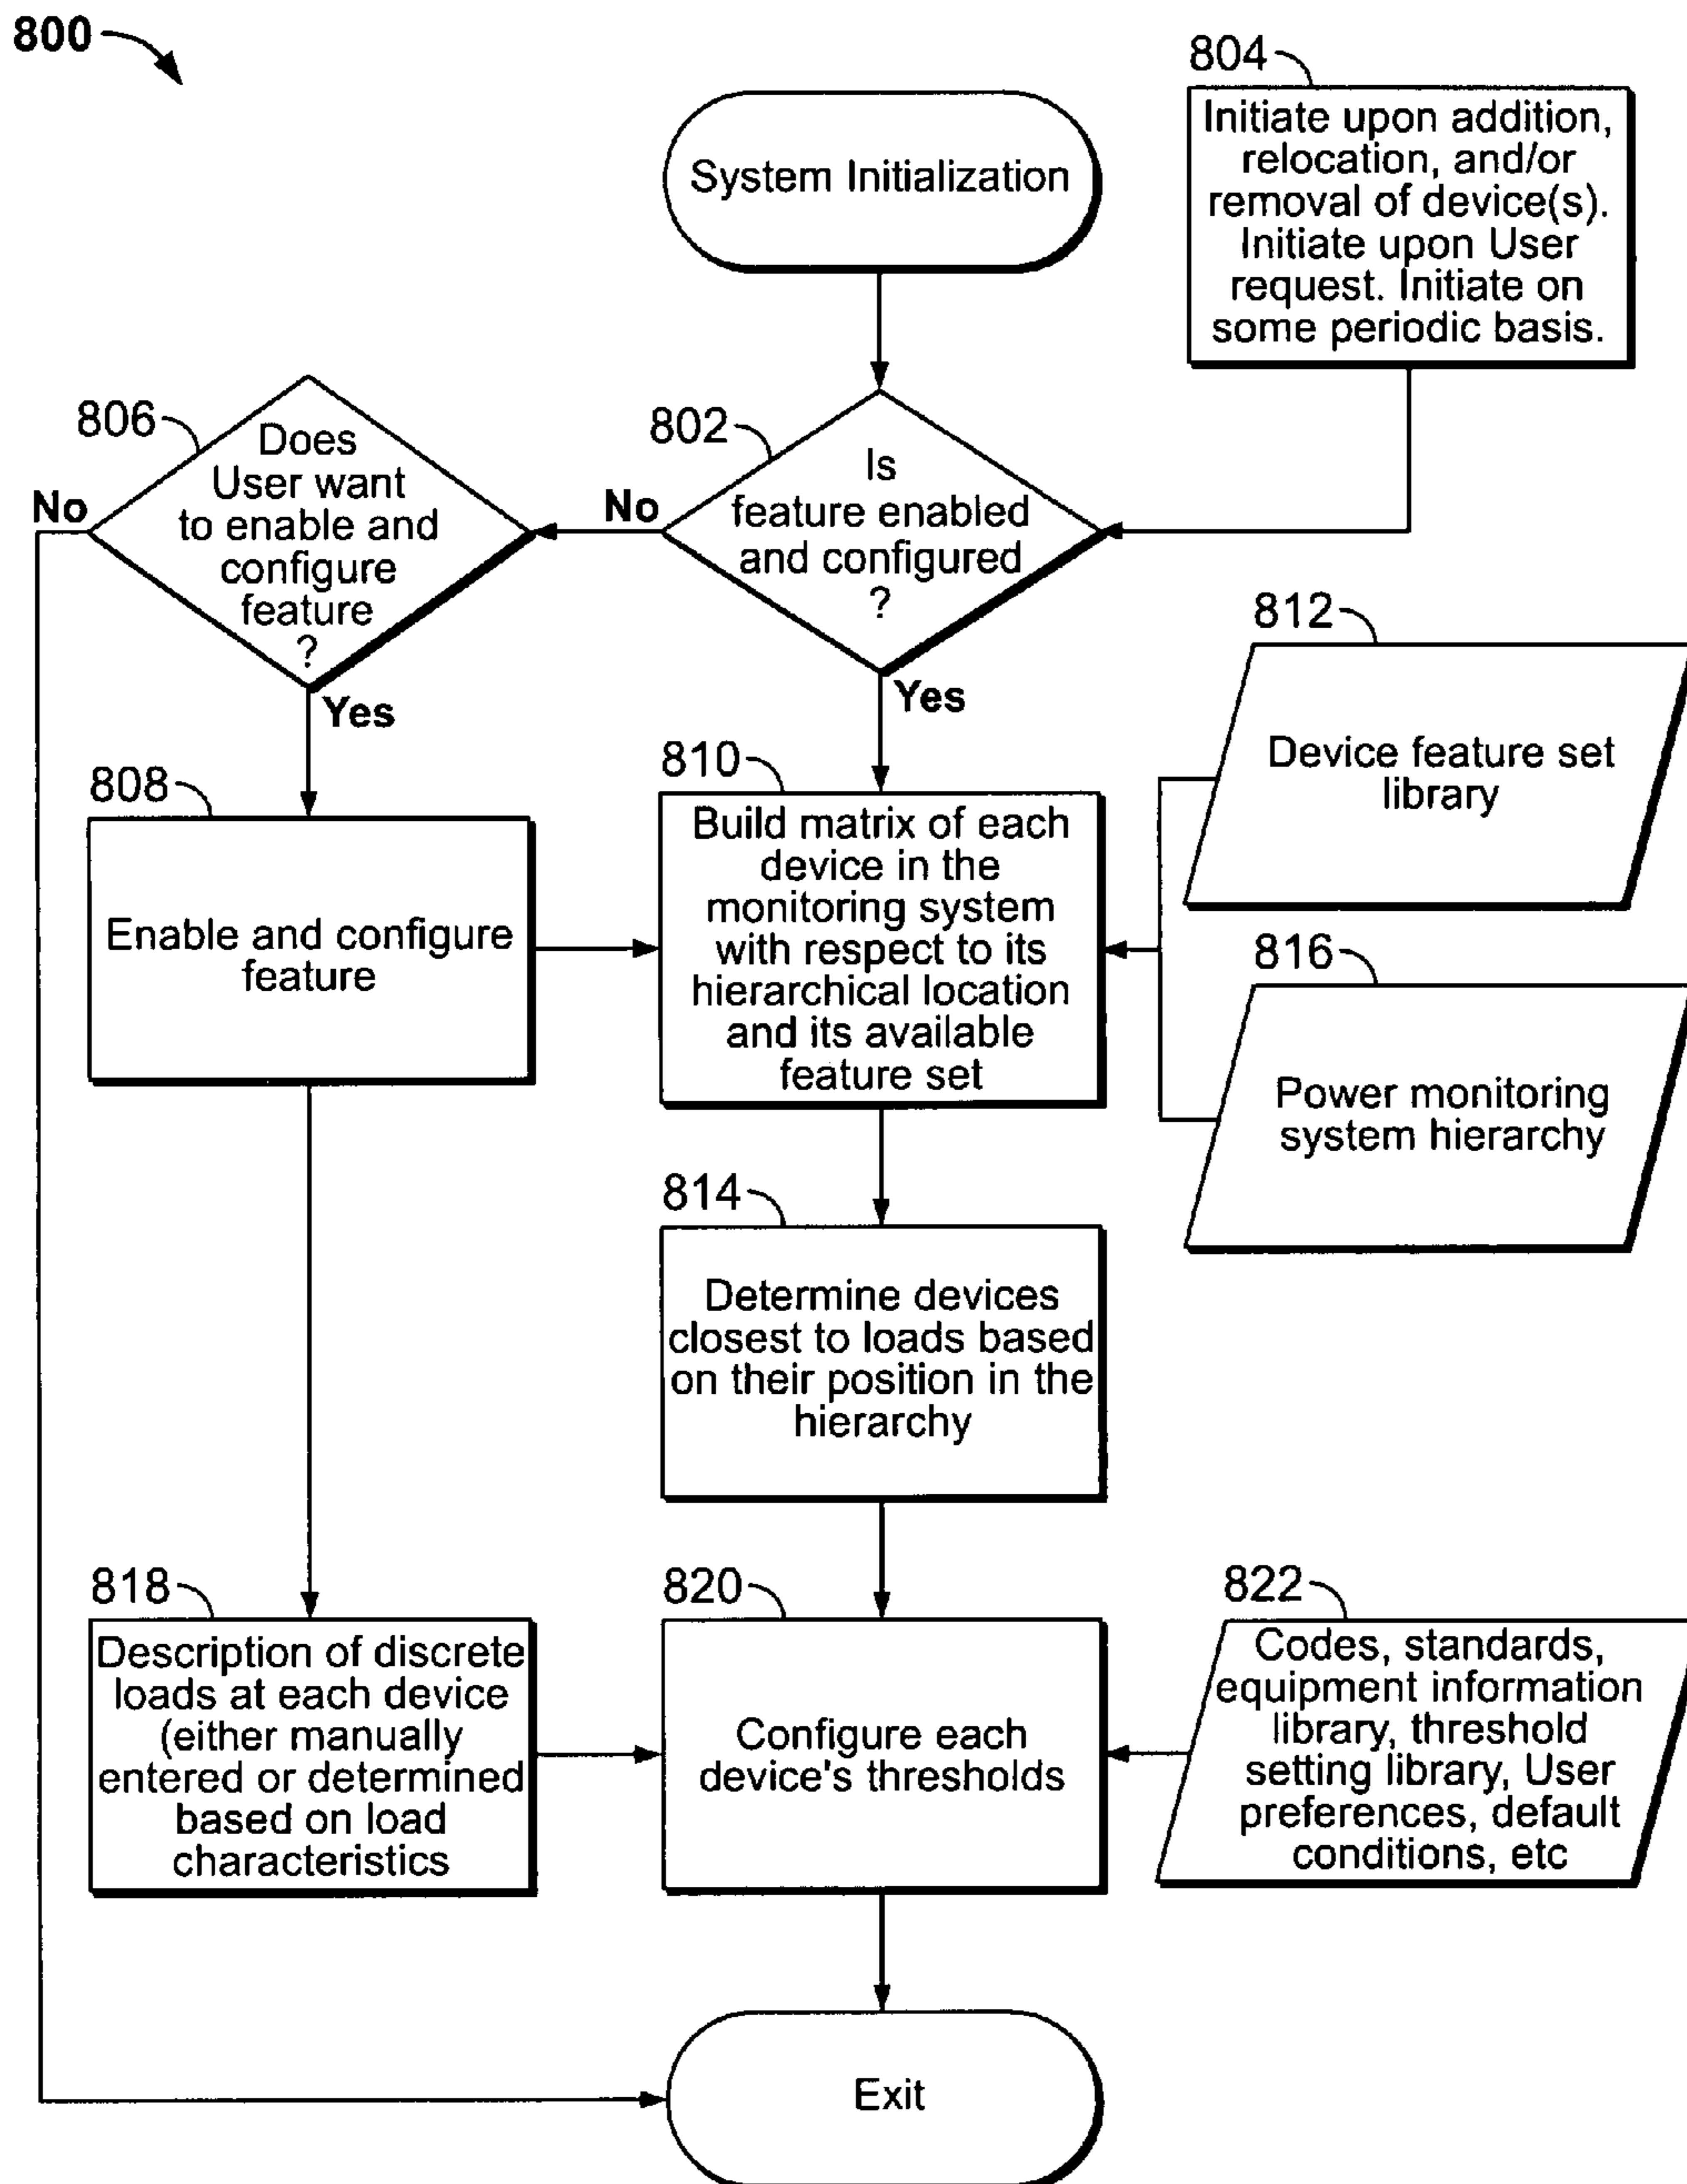 800
System Initialization
804
Initiate upon addition,
relocation, and/or
removal of device(s).
Initiate upon User
request. Initiate on
some periodic basis.
806
Does
User want
to enable and
configure
feature
?
No
Yes
802
Is
feature enabled
and configured
?
No
Yes
808
Enable and configure
feature
810
Build matrix of each
device in the
monitoring system
with respect to its
hierarchical location
and its available
feature set
812
Device feature set
library
816
Power monitoring
system hierarchy
814
Determine devices
closest to loads based
on their position in the
hierarchy
818
Description of discrete
loads at each device
(either manually
entered or determined
based on load
characteristics
820
Configure each
device's thresholds
822
Codes, standards,
equipment information
library, threshold
setting library, User
preferences, default
conditions, etc
Exit